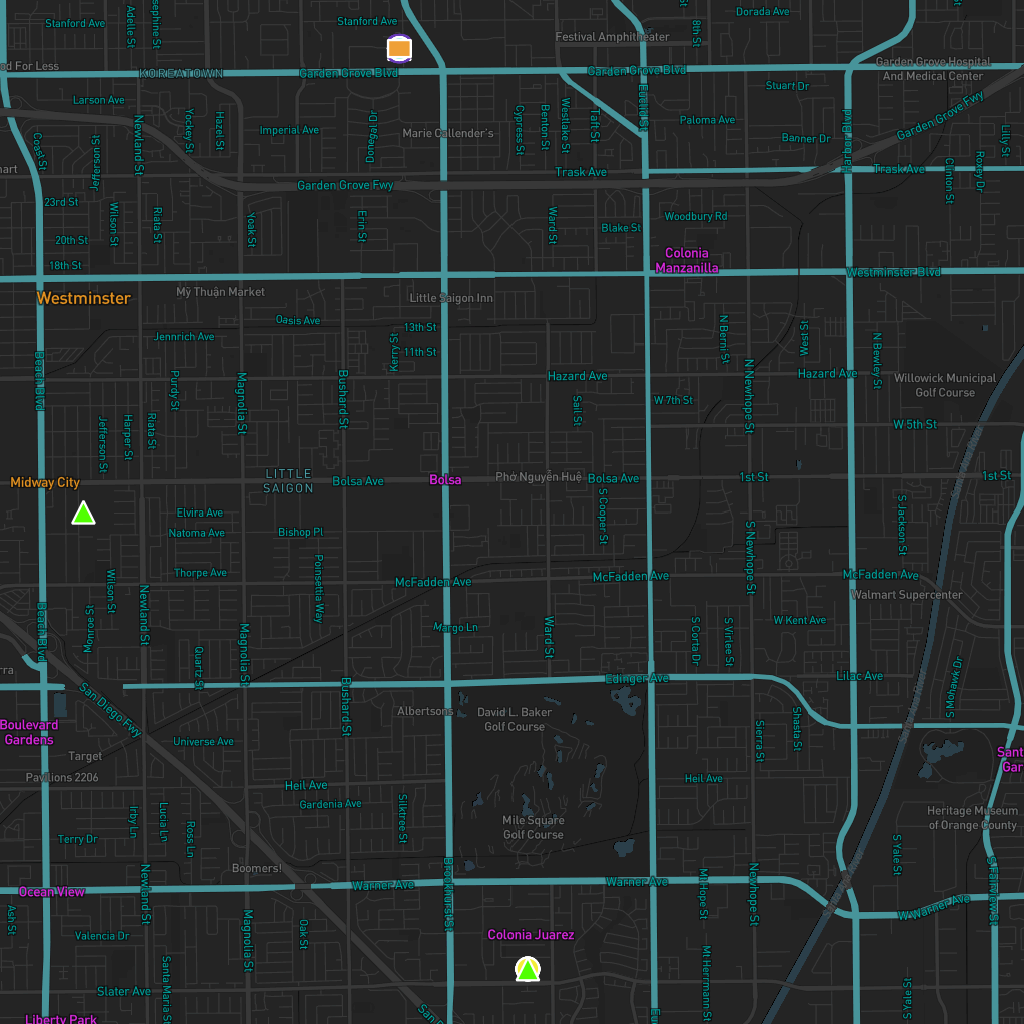 Stanford Ave
Adelle St
Stanford Ave
8th St
Dorada Ave
Festival Amphitheater
od For Less
KOREATOWN
Garden Grove Blvd
Garden Grove Blvd
Garden Grove Hospital
And Medical Center
Larson Ave
Stuart Dr
Coast St
Jefferson St
Newland St
Yockey St
Hazel St
Imperial Ave
Donegal Dr
Marie Callender's
Cypress St
Benton St
Westlake St
Taft St
Euclid St
Paloma Ave
Banner Dr
Harbor Blvd
Garden Grove Fwy
Lilly St
Trask Ave
Trask Ave
Clinton St
Roxey Dr
Garden Grove Fwy
23rd St
Wilson St
Riata St
Yoak St
Erin St
Ward St
Blake St
Woodbury Rd
20th St
18th St
Colonia
Manzanilla
Westminster Blvd
Westminster
Mỹ Thuận Market
Little Saigon Inn
Oasis Ave
13th St
Jennrich Ave
Kerry St
11th St
N Berni St
West St
N Bewley St
Beach Blvd
Purdy St
Magnolia St
Bushard St
Hazard Ave
Hazard Ave
N Newhope St
Willowick Municipal
Golf Course
Sail St
W 7th St
W 5th St
Jefferson St
Harper St
Riata St
LITTLE
SAIGON
Midway City
Bolsa Ave
Bolsa
Phở Nguyễn Huệ
Bolsa Ave
1st St
1st St
Elvira Ave
Natoma Ave
Bishop Pl
S Cooper St
S Newhope St
S Jackson St
Thorpe Ave
Wilson St
Newland St
Poinsettia Way
McFadden Ave
McFadden Ave
McFadden Ave
Walmart Supercenter
Beach Blvd
Monroe St
Magnolia St
Margo Ln
Ward St
S Corta Dr
S Virlee St
W Kent Ave
Quartz St
Edinger Ave
Lilac Ave
S Mohawk Dr
San Diego Fwy
Bushard St
Albertsons
David L. Baker
Golf Course
Sierra St
Shasta St
Boulevard
Gardens
Universe Ave
Target
Pavilions 2206
Heil Ave
Heil Ave
Gardenia Ave
Silktree St
Irby Ln
Lucia Ln
Ross Ln
Terry Dr
Mile Square
Golf Course
Heritage Museum
of Orange County
S Yale St
Boomers!
Ocean View
Newland St
Warner Ave
Brookhurst St
Warner Ave
Mt Hope St
Newhope St
W Warner Ave
S Fairview St
Ash St
Valencia Dr
Magnolia St
Oak St
Colonia Juarez
Santa Maria St
Slater Ave
Mt Herrmann St
S Yale St
Liberty Park